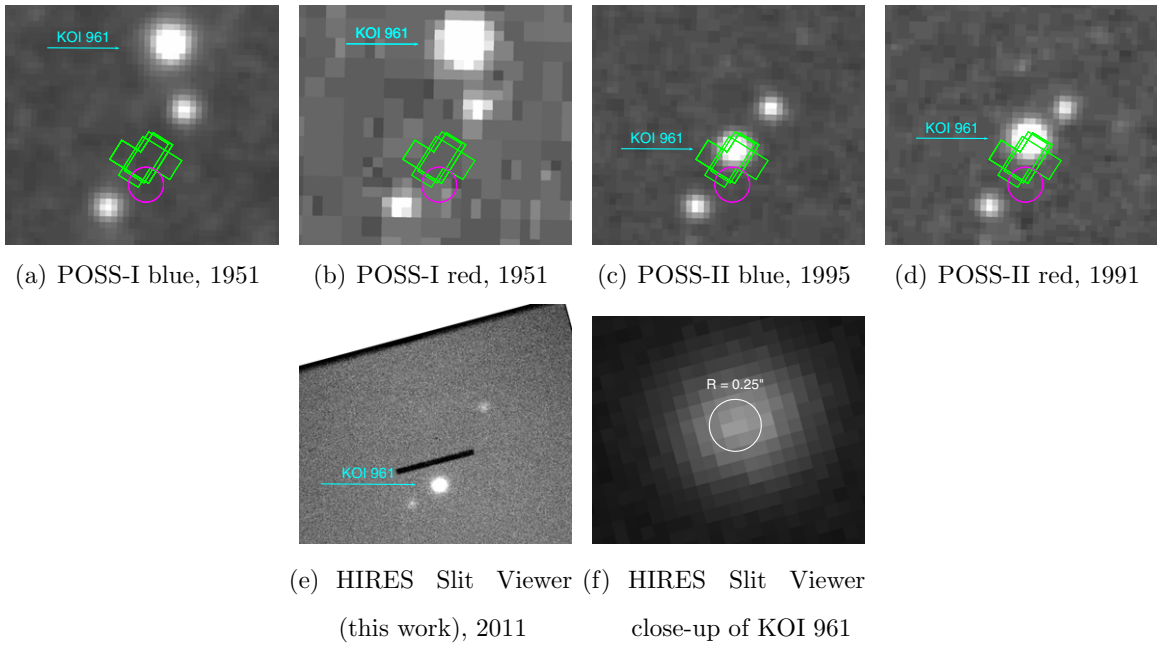 KOI 961
KOI 961
KOI 961
KOI 961
(a) POSS-I blue, 1951
(b) POSS-I red, 1951
(c) POSS-II blue, 1995
(d) POSS-II red, 1991
KOI 961
R = 0.25"
(e) HIRES Slit Viewer
(this work), 2011
(f) HIRES Slit Viewer
close-up of KOI 961